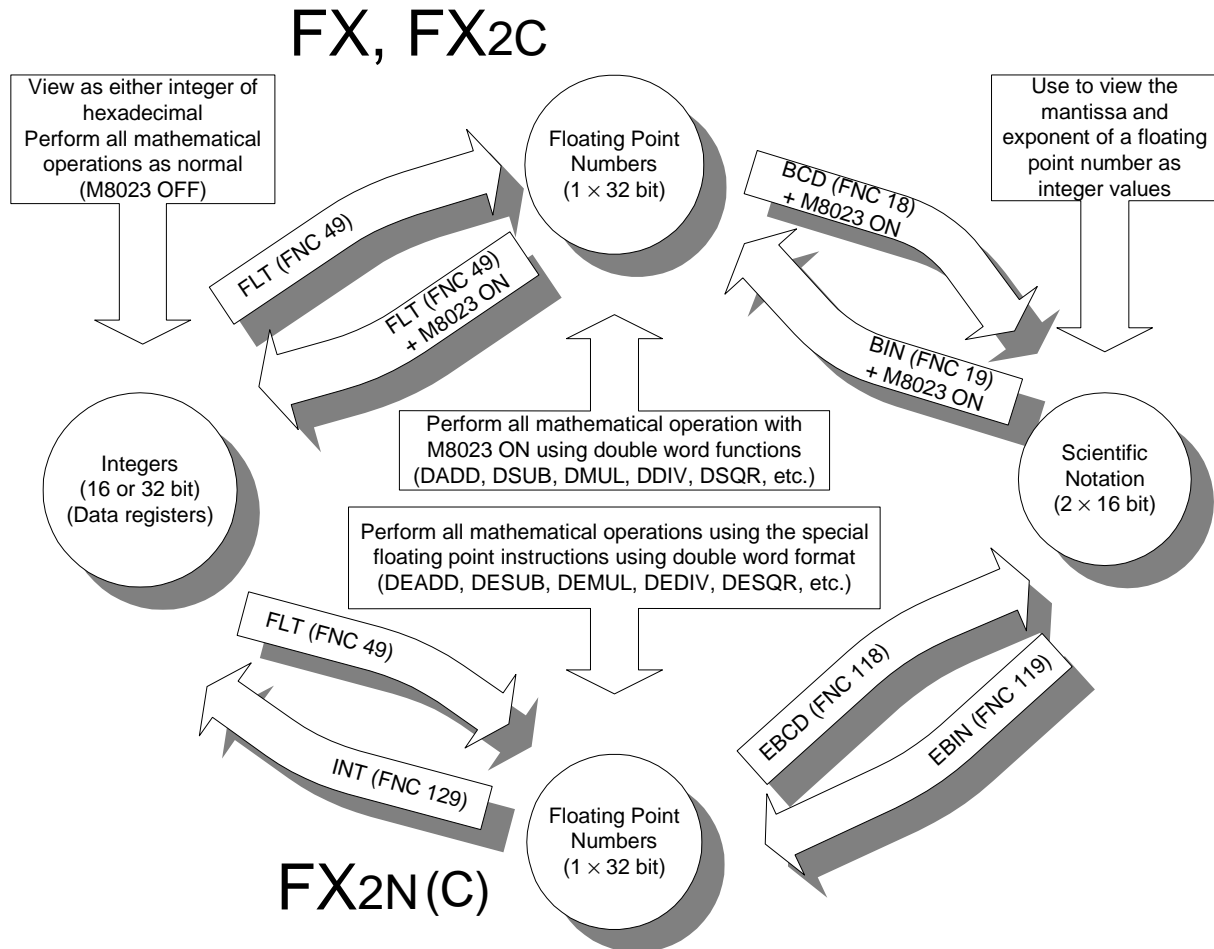 FX, FX2C
View as either integer of
hexadecimal
Perform all mathematical
operations as normal
(M8023 OFF)
Floating Point
Numbers
(1 × 32 bit)
Use to view the
mantissa and
exponent of a floating
point number as
integer values
FLT (FNC 49)
FLT (FNC 49)
+ M8023 ON
BCD (FNC 18)
+ M8023 ON
BIN (FNC 19)
+ M8023 ON
Integers
(16 or 32 bit)
(Data registers)
Perform all mathematical operation with
M8023 ON using double word functions
(DADD, DSUB, DMUL, DDIV, DSQR, etc.)
Scientific
Notation
(2 × 16 bit)
Perform all mathematical operations using the special
floating point instructions using double word format
(DEADD, DESUB, DEMUL, DEDIV, DESQR, etc.)
FLT (FNC 49)
INT (FNC 129)
EBCD (FNC 118)
EBIN (FNC 119)
Floating Point
Numbers
(1 × 32 bit)
FX2N (C)